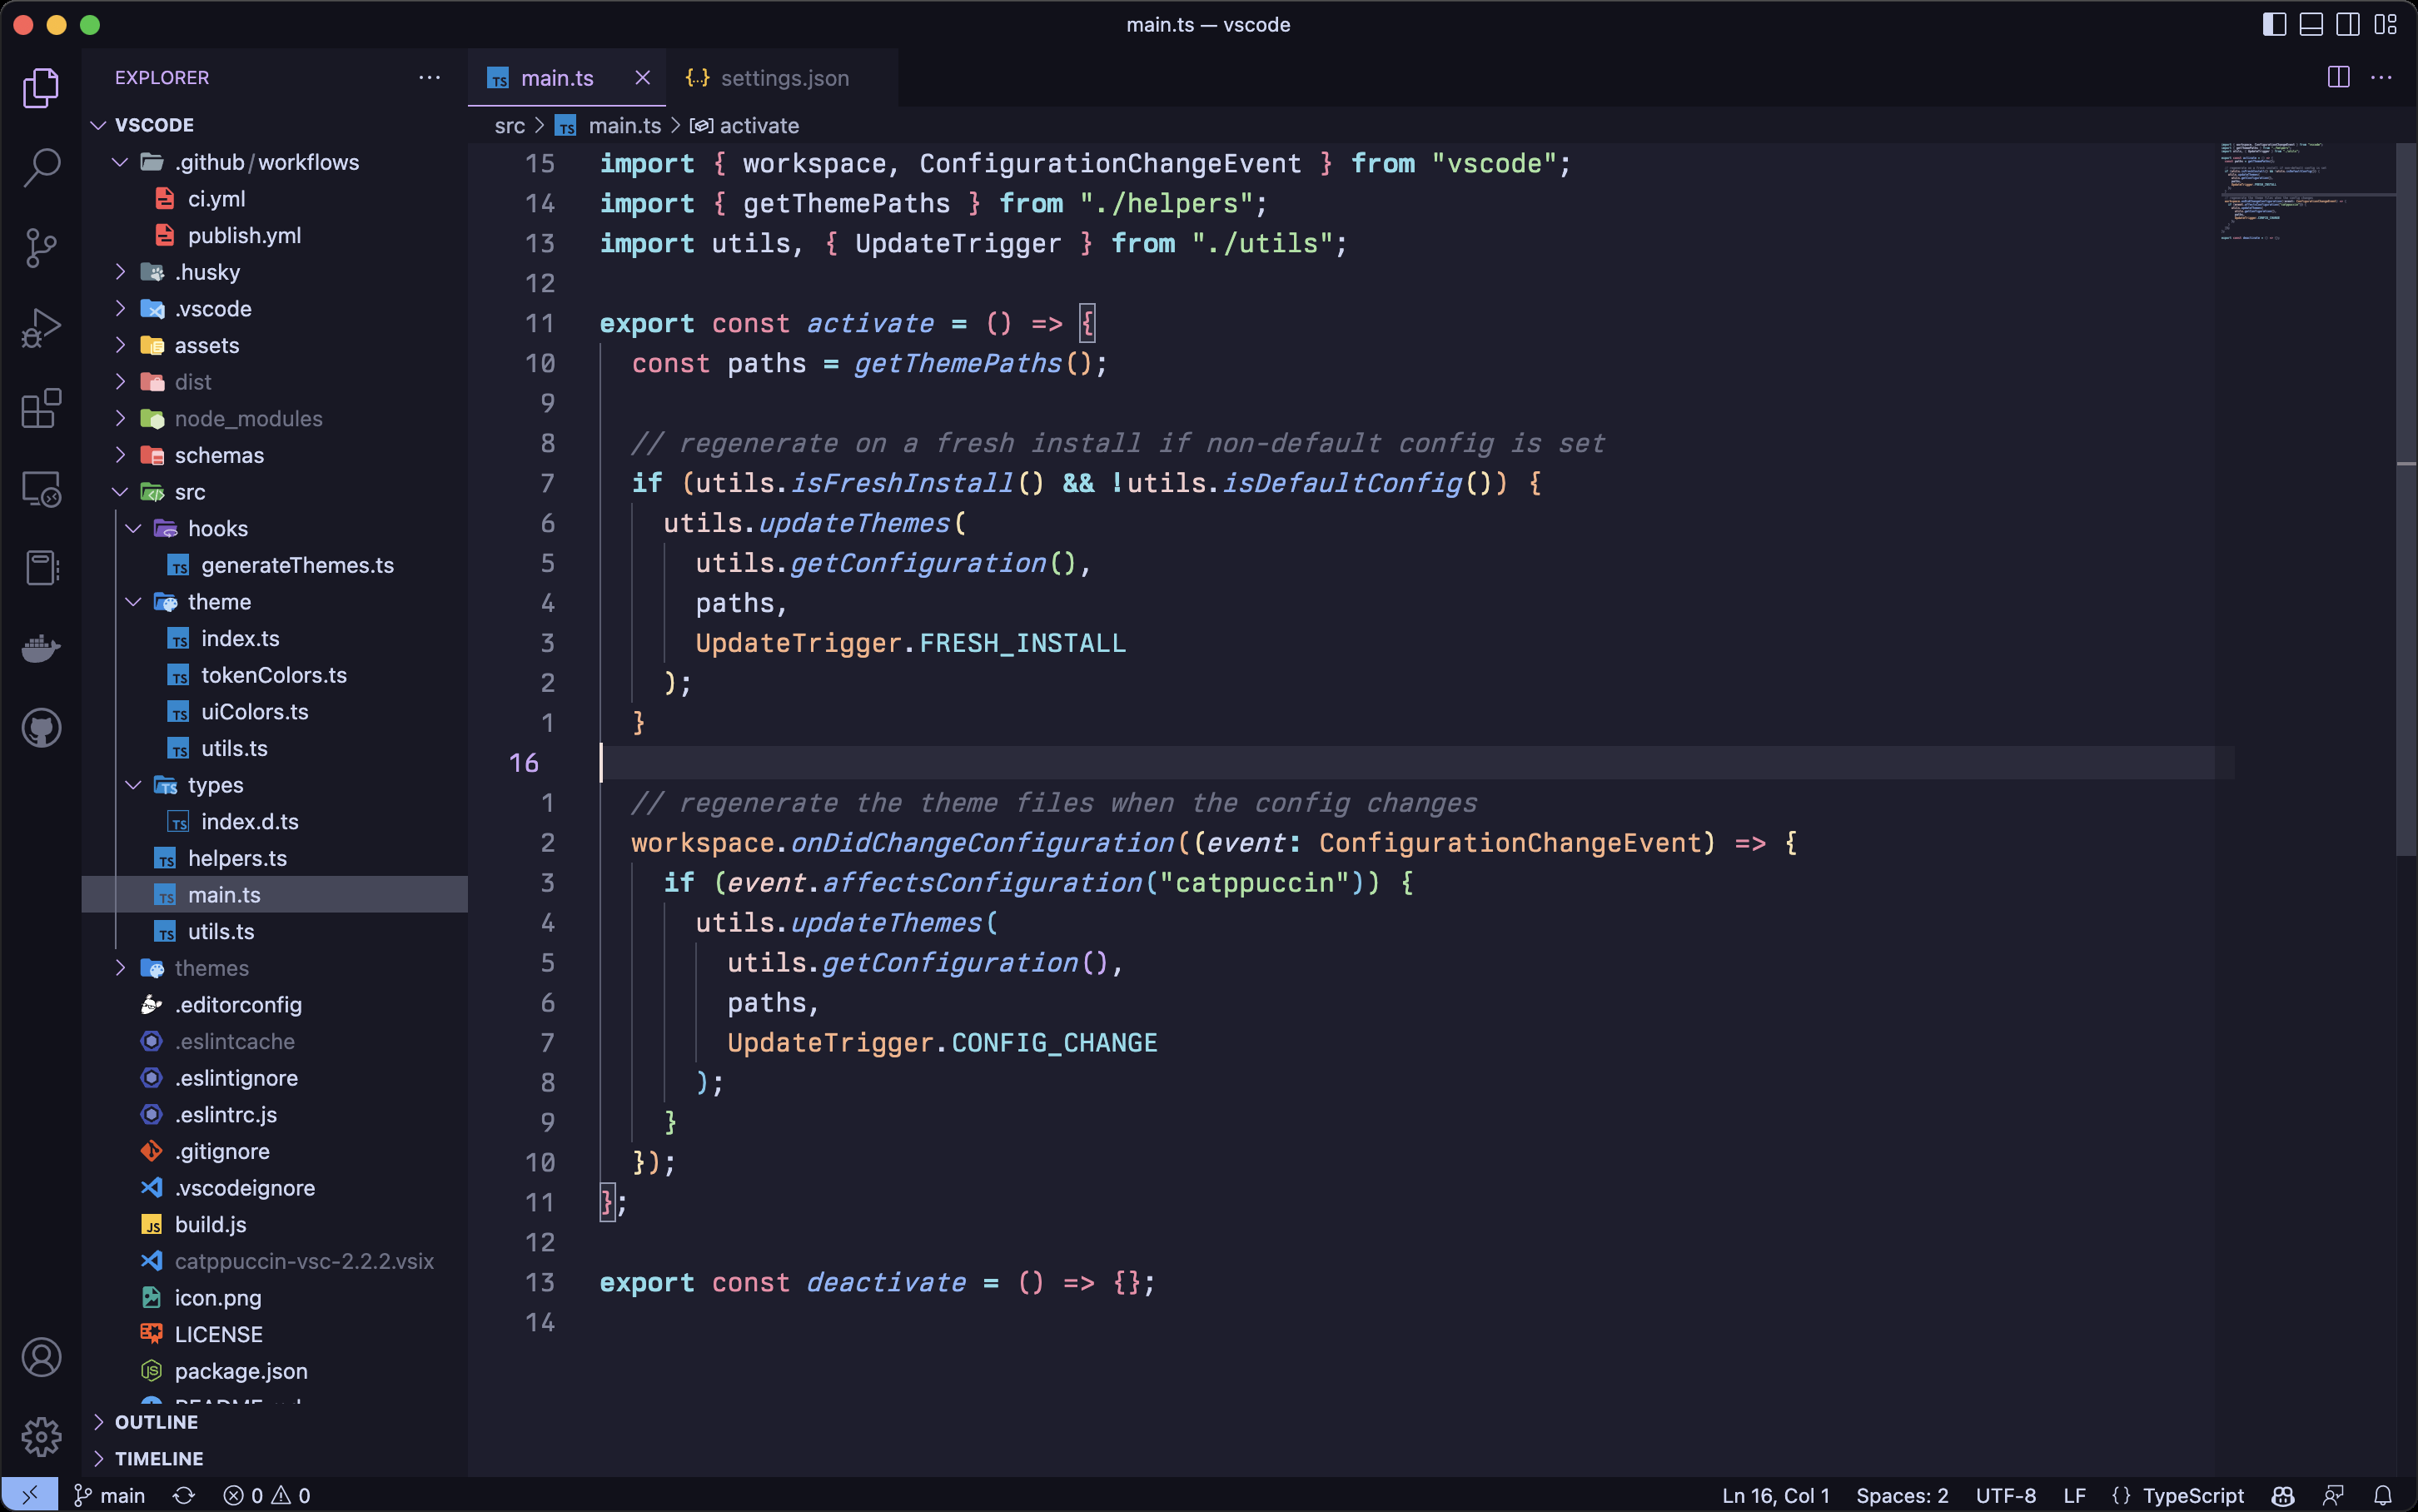 main.ts — vscode
EXPLORER
VSCODE
.github/workflows
ci.yml
publish.yml
.husky
.vscode
assets
dist
node_modules
schemas
src
hooks
generateThemes.ts
theme
index.ts
tokenColors.ts
uiColors.ts
utils.ts
types
index.d.ts
helpers.ts
main.ts
utils.ts
themes
.editorconfig
.eslintcache
.eslintignore
.eslintrc.js
.gitignore
.vscodeignore
build.js
catppuccin-vsc-2.2.2.vsix
icon.png
LICENSE
package.json
OUTLINE
TIMELINE
main.ts
settings.json
src > main.ts > activate
15 import { workspace, ConfigurationChangeEvent } from "vscode";
14 import { getThemePaths } from "./helpers";
13 import utils, { UpdateTrigger } from "./utils";
12
11 export const activate = () => {
10 const paths = getThemePaths();
9
8 // regenerate on a fresh install if non-default config is set
7 if (utils.isFreshInstall() && !utils.isDefaultConfig()) {
6 utils.updateThemes(
5 utils.getConfiguration(),
4 paths,
3 UpdateTrigger.FRESH_INSTALL
2 );
1 }
16
1 // regenerate the theme files when the config changes
2 workspace.onDidChangeConfiguration((event: ConfigurationChangeEvent) => {
3 if (event.affectsConfiguration("catppuccin")) {
4 utils.updateThemes(
5 utils.getConfiguration(),
6 paths,
7 UpdateTrigger.CONFIG_CHANGE
8 );
9 }
10 });
11 };
12
13 export const deactivate = () => {};
14
main 0 0
Ln 16, Col 1 Spaces: 2 UTF-8 LF {} TypeScript